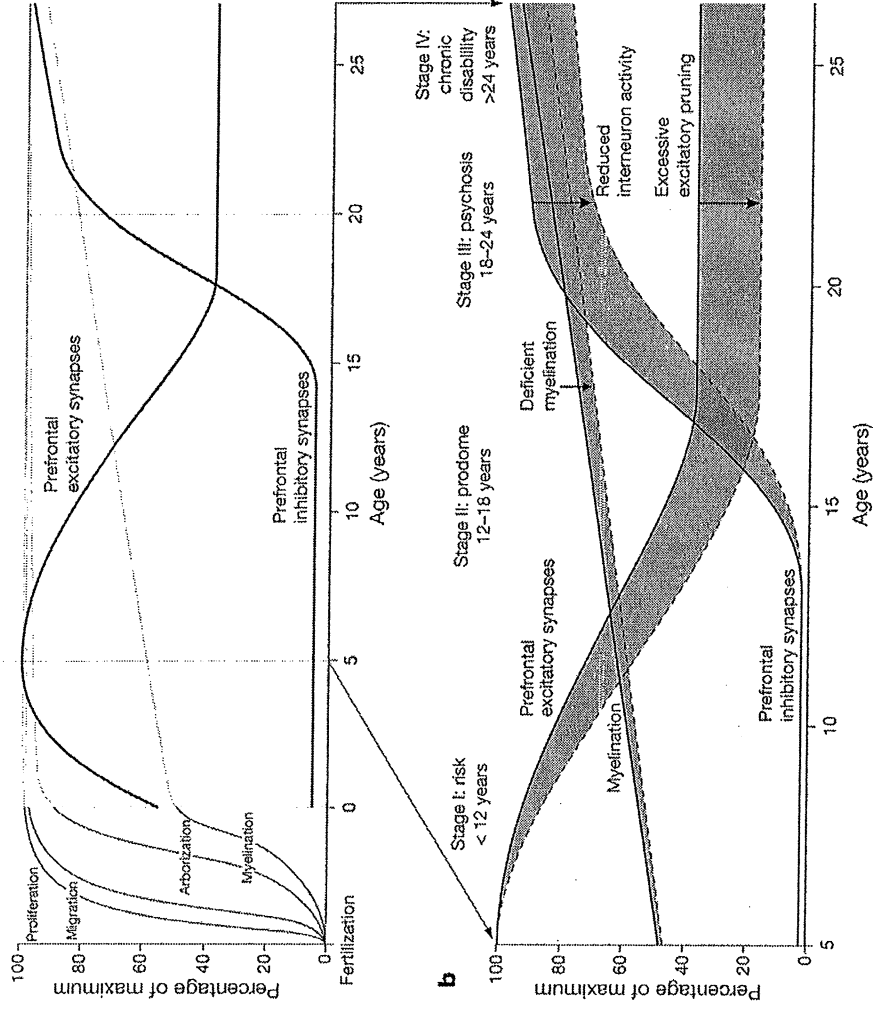 100
80
60
40
20
0
Percentage of maximum
Proliferation
Migration
Arborization
Myelination
Fertilization
Prefrontal
excitatory synapses
Prefrontal
inhibitory synapses
0
5
10
15
20
25
Age (years)
b
Stage I: risk
< 12 years
Stage II: prodome
12–18 years
Stage III: psychosis
18–24 years
Stage IV:
chronic
disability
>24 years
100
80
60
40
20
0
Percentage of maximum
Prefrontal
excitatory synapses
Myelination
Deficient
myelination
Reduced
interneuron activity
Excessive
excitatory pruning
Prefrontal
inhibitory synapses
5
10
15
20
25
Age (years)